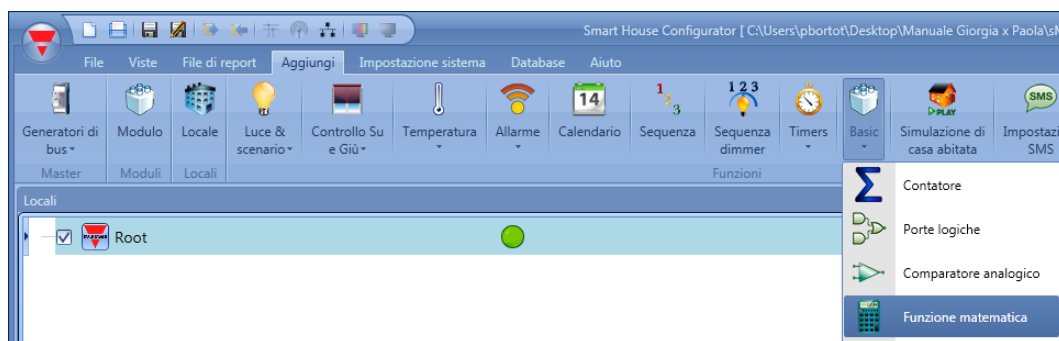 Smart House Configurator [ C:\Users\pbortot\Desktop\Manuale Giorgia x Paola\sM
File Viste File di report Aggiungi Impostazione sistema Database Aiuto
14 1 2 3 1 2 3 PLAY SMS
Generatori di Modulo Locale Luce & Controllo Su Temperatura Allarme Calendario Sequenza Sequenza Timers Basic Simulazione di Impostazi
bus scenario e Giù dimmer casa abitata SMS
Master Moduli Locali Funzioni
Locali
Contatore
Root
Porte logiche
Comparatore analogico
Funzione matematica